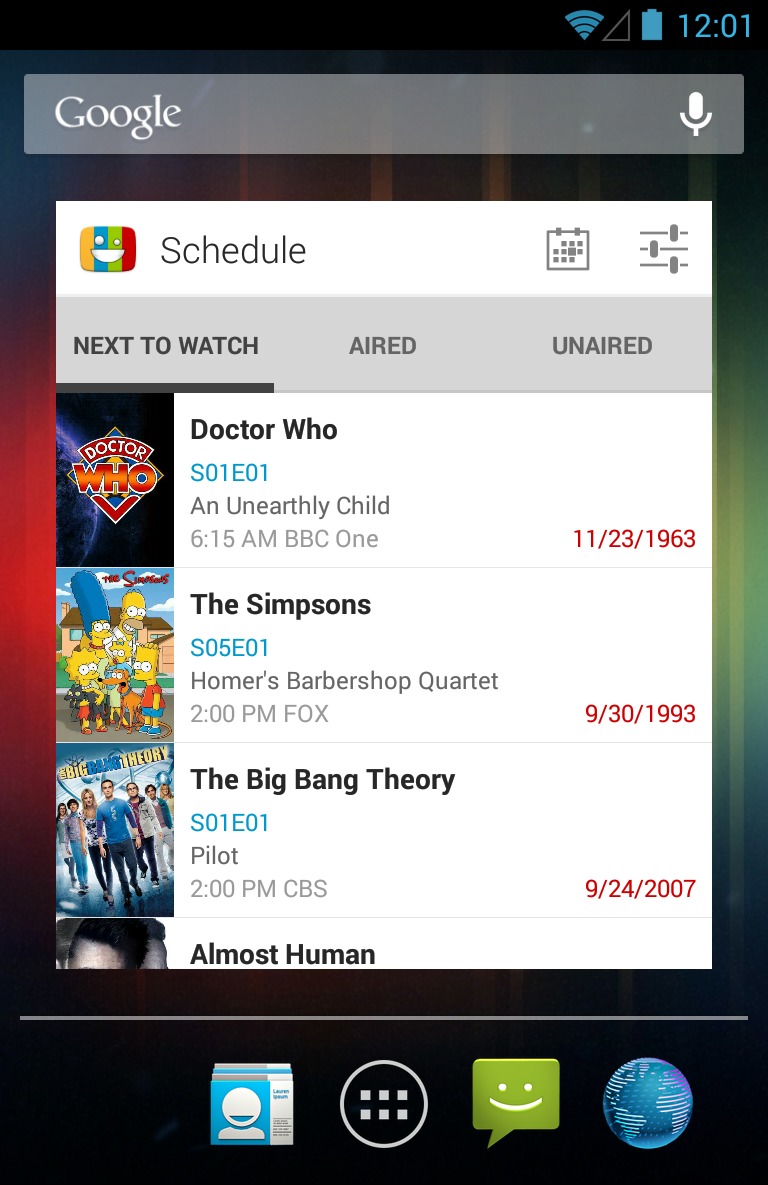 12:01
Google
Schedule
NEXT TO WATCH
AIRED
UNAIRED
DOCTOR
WHO
Doctor Who
S01E01
An Unearthly Child
6:15 AM BBC One
11/23/1963
THE SIMPSONS
The Simpsons
S05E01
Homer's Barbershop Quartet
2:00 PM FOX
9/30/1993
THE BIG BANG THEORY
The Big Bang Theory
S01E01
Pilot
2:00 PM CBS
9/24/2007
Almost Human
Lauren
Ipsum